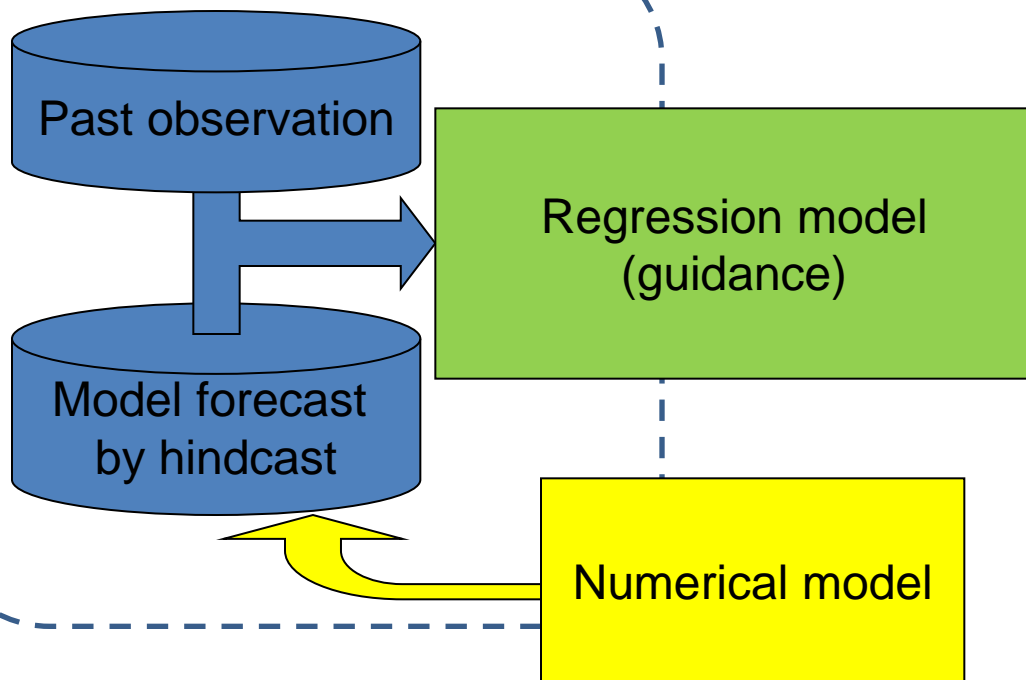 Past observation
Regression model
(guidance)
Model forecast
by hindcast
Numerical model